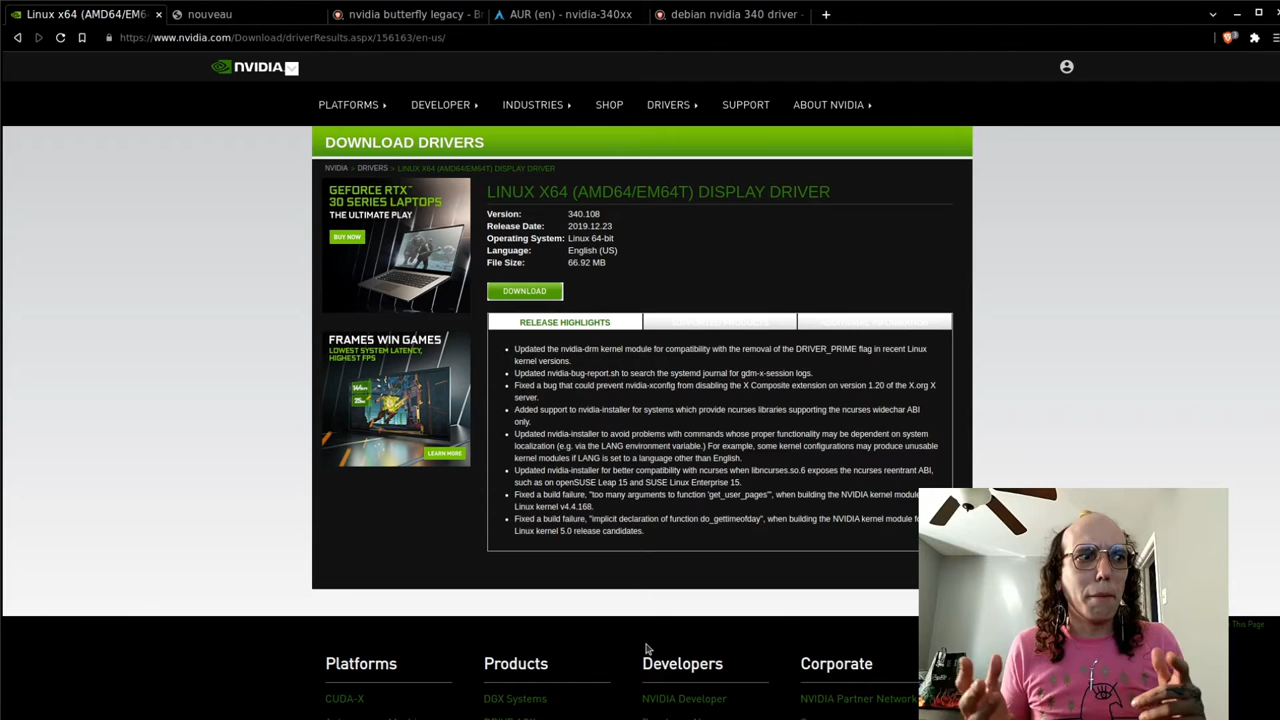 Linux x64 (AMD64/EM6
nouveau
nvidia butterfly legacy - Br
AUR (en) - nvidia-340xx
debian nvidia 340 driver -
https://www.nvidia.com/Download/driverResults.aspx/156163/en-us/
3
NVIDIA
PLATFORMS DEVELOPER INDUSTRIES SHOP DRIVERS SUPPORT ABOUT NVIDIA
DOWNLOAD DRIVERS
NVIDIA > DRIVERS > LINUX X64 (AMD64/EM64T) DISPLAY DRIVER
GEFORCE RTX™
30 SERIES LAPTOPS
THE ULTIMATE PLAY
BUY NOW
LINUX X64 (AMD64/EM64T) DISPLAY DRIVER
Version: 340.108
Release Date: 2019.12.23
Operating System: Linux 64-bit
Language: English (US)
File Size: 66.92 MB
DOWNLOAD
RELEASE HIGHLIGHTS SUPPORTED PRODUCTS ADDITIONAL INFORMATION
Updated the nvidia-drm kernel module for compatibility with the removal of the DRIVER_PRIME flag in recent Linux
kernel versions.
Updated nvidia-bug-report.sh to search the systemd journal for gdm-x-session logs.
Fixed a bug that could prevent nvidia-xconfig from disabling the X Composite extension on version 1.20 of the X.org X
server.
Added support to nvidia-installer for systems which provide ncurses libraries supporting the ncurses widechar ABI
only.
Updated nvidia-installer to avoid problems with commands whose proper functionality may be dependent on system
localization (e.g. via the LANG environment variable.) For example, some kernel configurations may produce unusable
kernel modules if LANG is set to a language other than English.
Updated nvidia-installer for better compatibility with ncurses when libncurses.so.6 exposes the ncurses reentrant ABI,
such as on openSUSE Leap 15 and SUSE Linux Enterprise 15.
Fixed a build failure, "too many arguments to function 'get_user_pages'", when building the NVIDIA kernel module
Linux kernel v4.4.168.
Fixed a build failure, "implicit declaration of function do_gettimeofday", when building the NVIDIA kernel module fo
Linux kernel 5.0 release candidates.
FRAMES WIN GAMES
LOWEST SYSTEM LATENCY,
HIGHEST FPS
LEARN MORE
This Page
Platforms Products Developers Corporate
CUDA-X DGX Systems NVIDIA Developer NVIDIA Partner Network